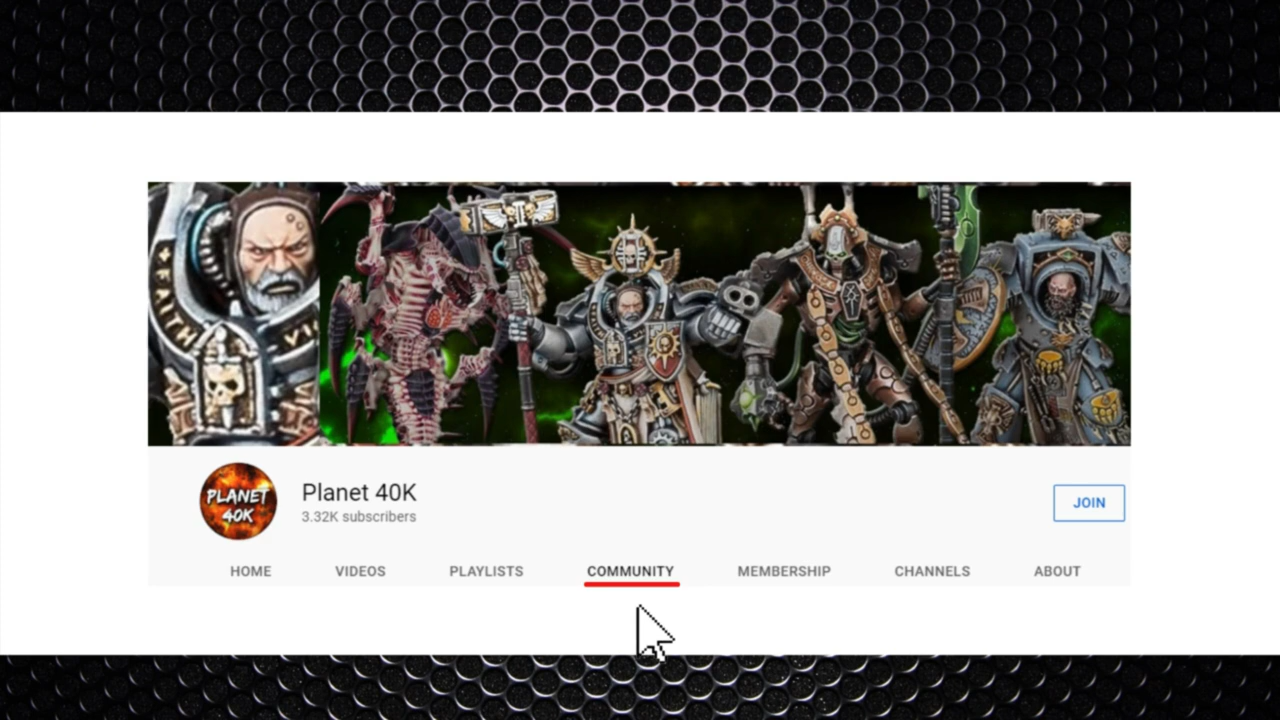 FAITH
PLANET
40K
Planet 40K
3.32K subscribers
JOIN
HOME
VIDEOS
PLAYLISTS
COMMUNITY
MEMBERSHIP
CHANNELS
ABOUT